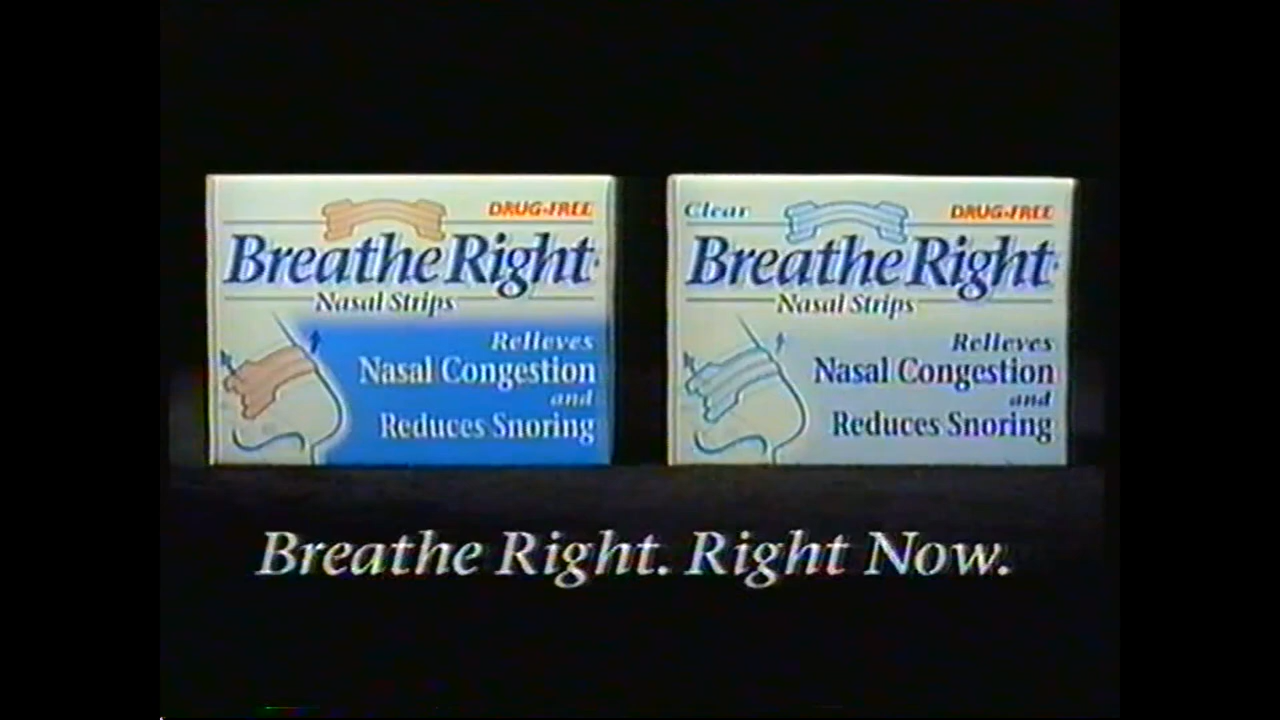 DRUG-FREE
Breathe Right
Nasal Strips
Relieves
Nasal Congestion
and
Reduces Snoring
Clear
DRUG-FREE
Breathe Right
Nasal Strips
Relieves
Nasal Congestion
and
Reduces Snoring
Breathe Right. Right Now.